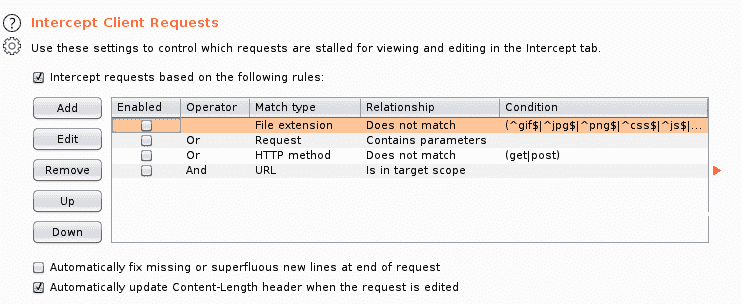 Intercept Client Requests
Use these settings to control which requests are stalled for viewing and editing in the Intercept tab.
Intercept requests based on the following rules:
Add
Edit
Remove
Up
Down
Enabled Operator Match type Relationship Condition
File extension Does not match (^gif$|^jpg$|^png$|^css$|^js$|...
Or Request Contains parameters
Or HTTP method Does not match (get|post)
And URL Is in target scope
Automatically fix missing or superfluous new lines at end of request
Automatically update Content-Length header when the request is edited